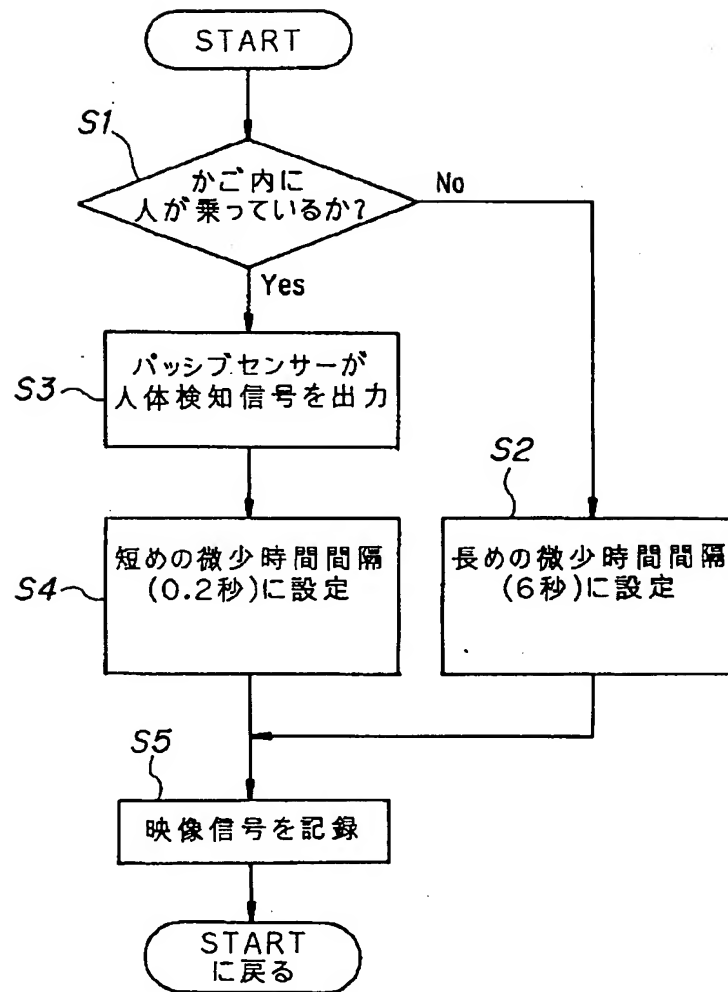 START
S1
かご内に
人が乗っているか?
No
Yes
パッシブセンサーが
人体検知信号を出力
S3
S2
短めの微少時間間隔
(0.2秒)に設定
S4
長めの微少時間間隔
(6秒)に設定
S5
映像信号を記録
START
に戻る